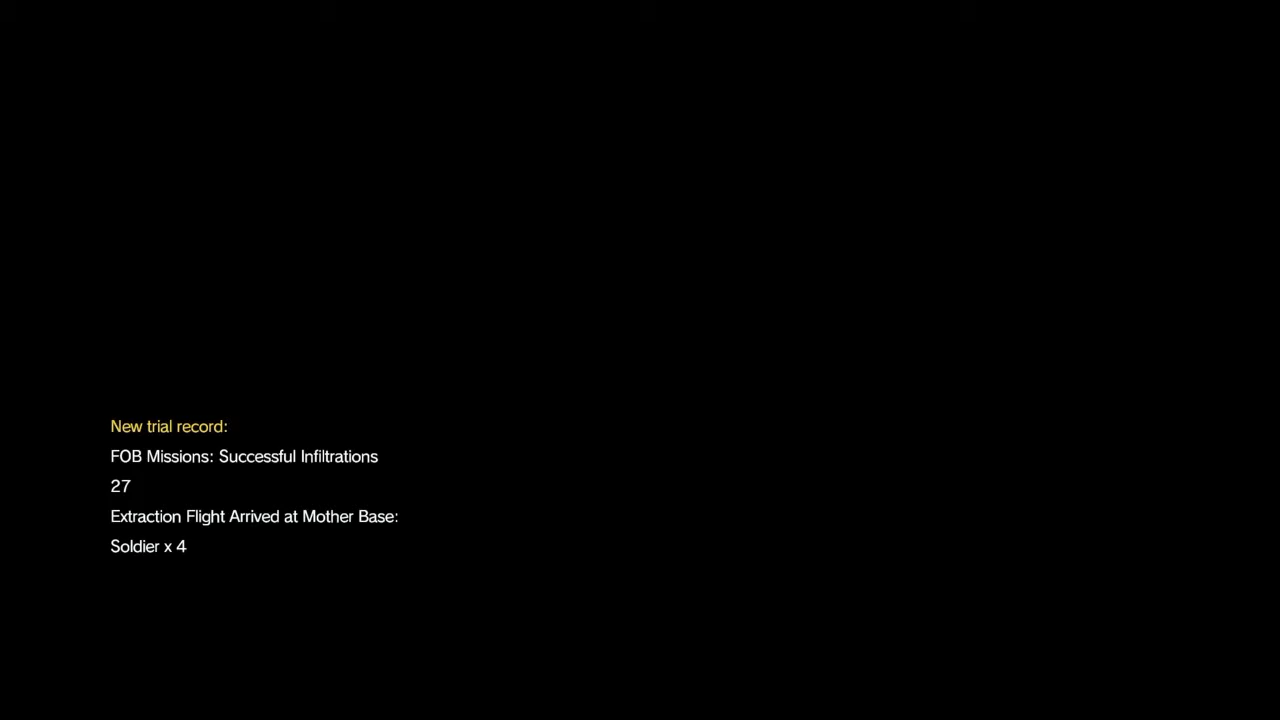 New trial record:
FOB Missions: Successful Infiltrations
27
Extraction Flight Arrived at Mother Base:
Soldier x 4